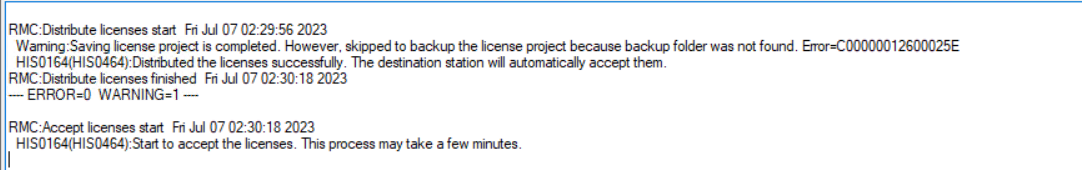 RMC:Distribute licenses start Fri Jul 07 02:29:56 2023
Warning:Saving license project is completed. However, skipped to backup the license project because backup folder was not found. Error=C00000012600025E
HIS0164(HIS0464):Distributed the licenses successfully. The destination station will automatically accept them.
RMC:Distribute licenses finished Fri Jul 07 02:30:18 2023
---- ERROR=0 WARNING=1 ----
RMC:Accept licenses start Fri Jul 07 02:30:18 2023
HIS0164(HIS0464):Start to accept the licenses. This process may take a few minutes.